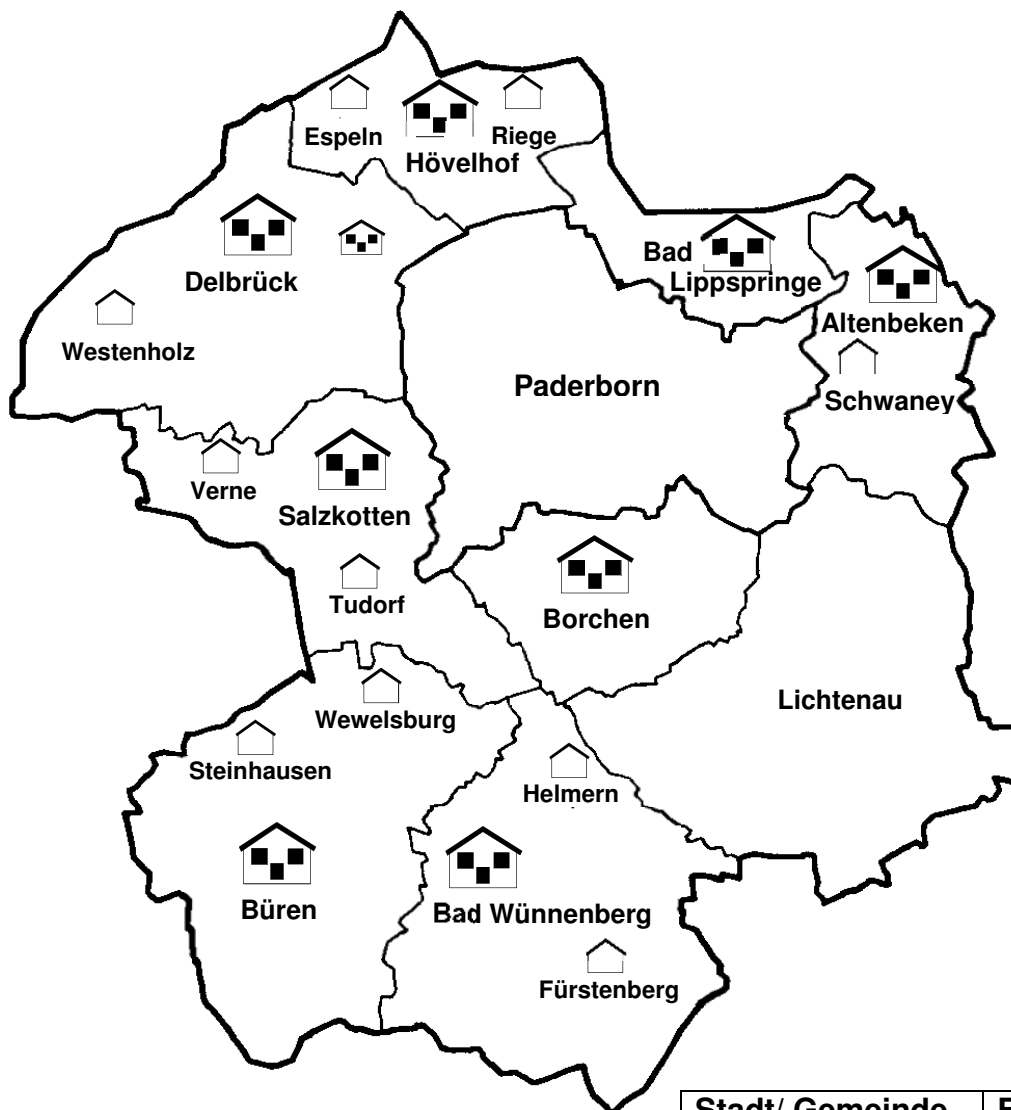 Espeln
Riege
Hövelhof
Delbrück
Bad
Lippspringe
Westenholz
Altenbeken
Paderborn
Schwaney
Verne
Salzkotten
Tudorf
Borchen
Wewelsburg
Lichtenau
Steinhausen
Helmern
Büren
Bad Wünnenberg
Fürstenberg
Stadt/ Gemeinde